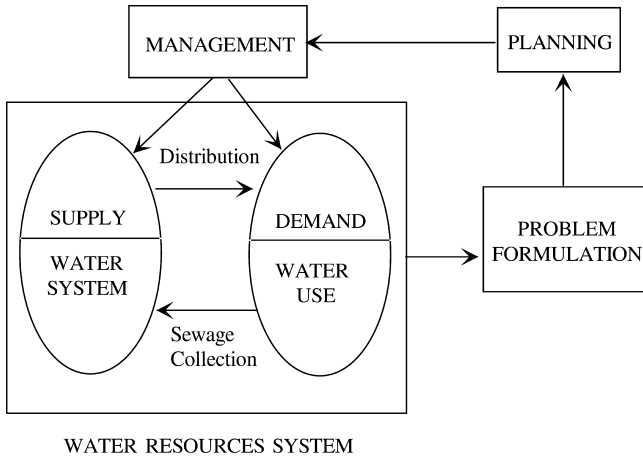 MANAGEMENT
PLANNING
Distribution
SUPPLY
WATER
SYSTEM
DEMAND
WATER
USE
PROBLEM
FORMULATION
Sewage
Collection
WATER RESOURCES SYSTEM